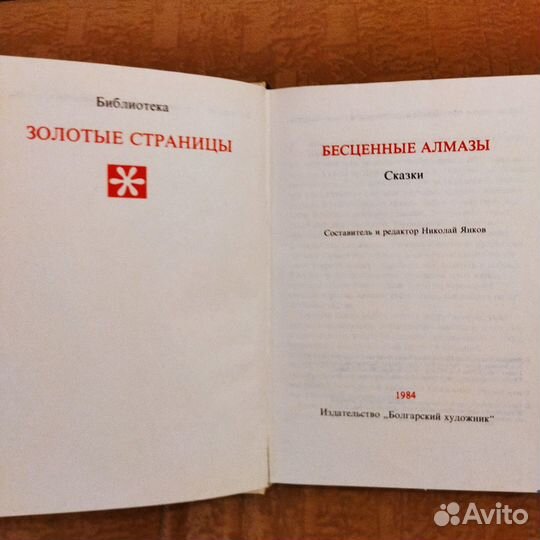 Библиотека
ЗОЛОТЫЕ СТРАНИЦЫ
БЕСЦЕННЫЕ АЛМАЗЫ
Сказки
Составитель и редактор Николай Янков
1984
Издательство „Болгарский художник"
Avito